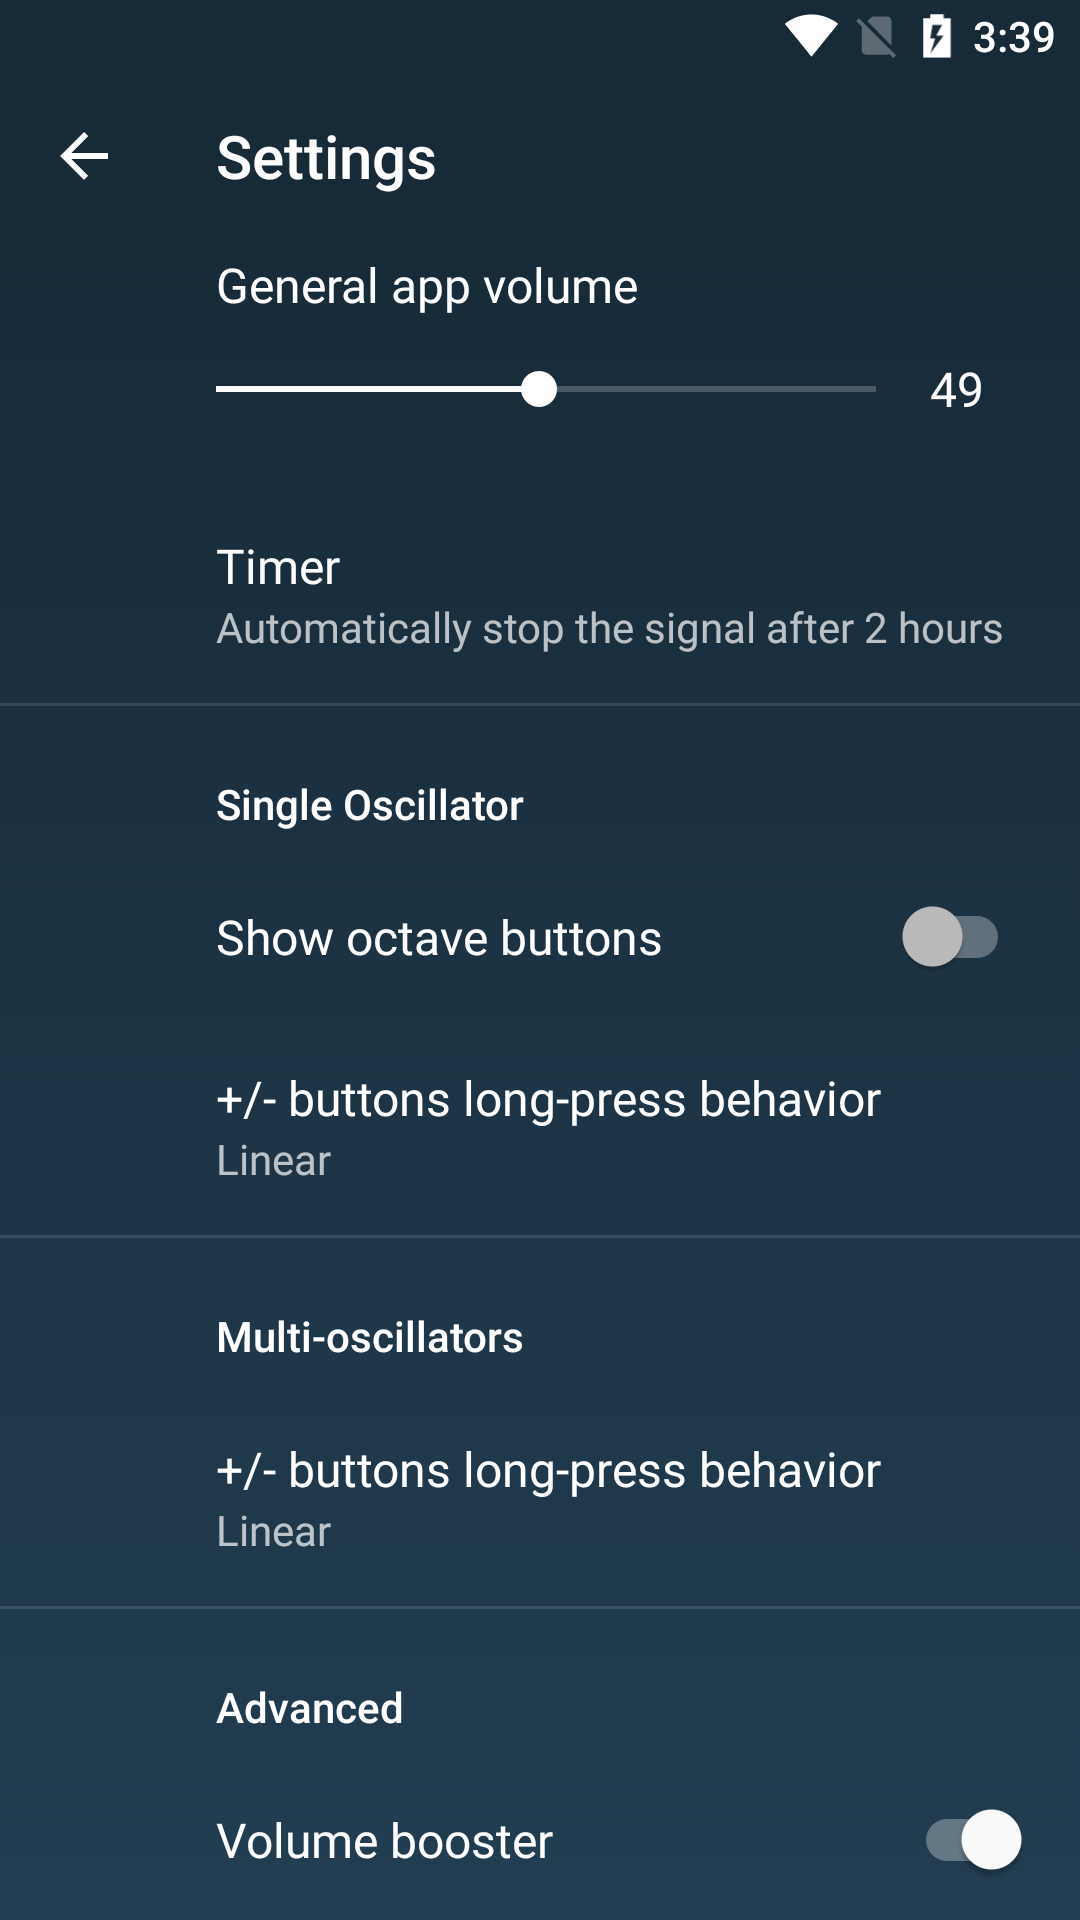 3:39
Settings
General app volume
49
Timer
Automatically stop the signal after 2 hours
Single Oscillator
Show octave buttons
+/- buttons long-press behavior
Linear
Multi-oscillators
+/- buttons long-press behavior
Linear
Advanced
Volume booster